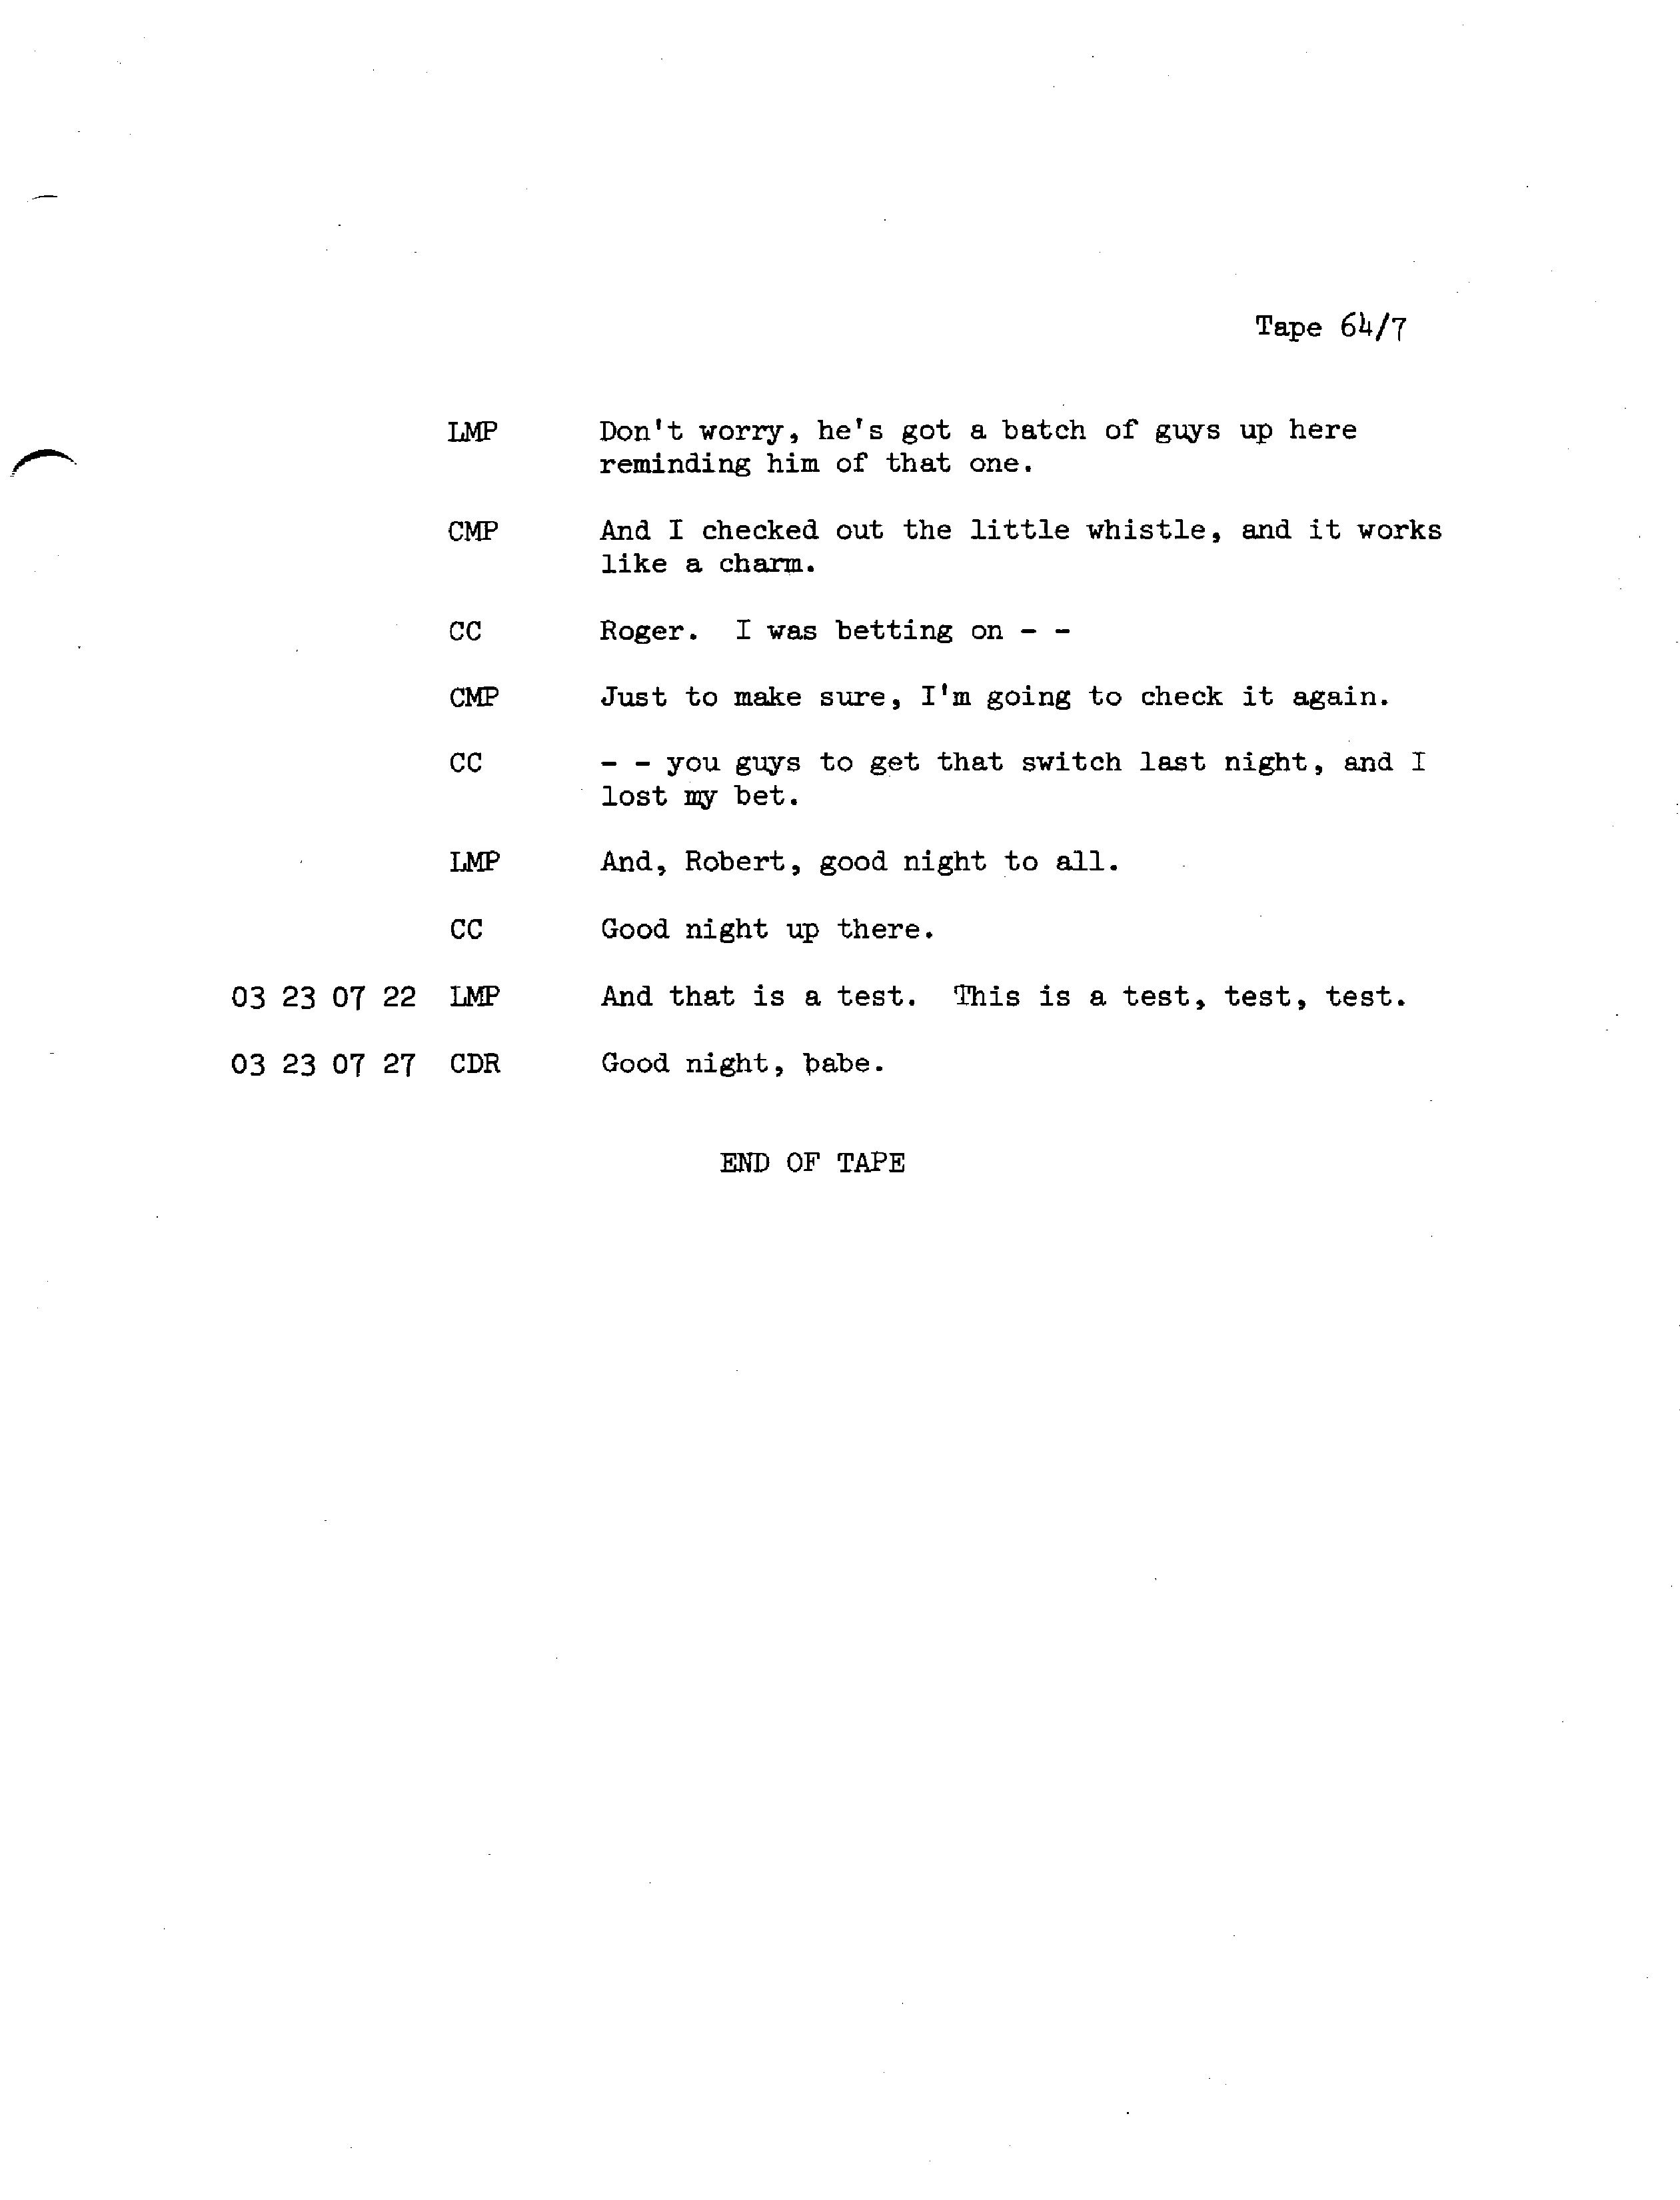 Tape 64/7
LMP Don't worry, he's got a batch of guys up here
reminding him of that one.
CMP And I checked out the little whistle, and it works
like a charm.
CC Roger. I was betting on - -
CMP Just to make sure, I'm going to check it again.
CC - - you guys to get that switch last night, and I
lost my bet.
LMP And, Robert, good night to all.
CC Good night up there.
03 23 07 22 LMP And that is a test. This is a test, test, test.
03 23 07 27 CDR Good night, babe.
END OF TAPE